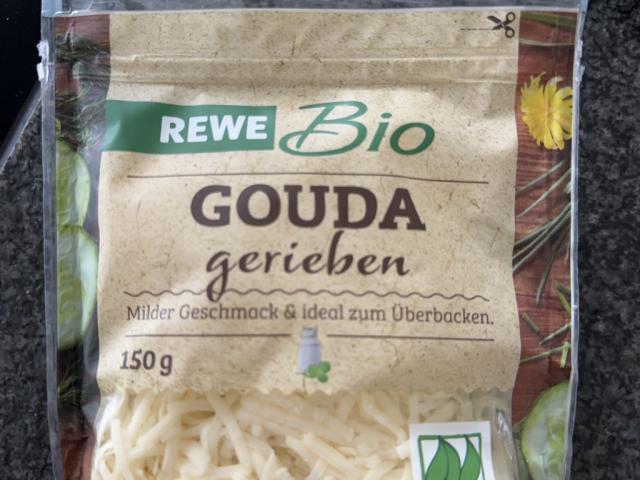 REWE Bio
GOUDA
gerieben
Milder Geschmack & ideal zum Überbacken.
150 g